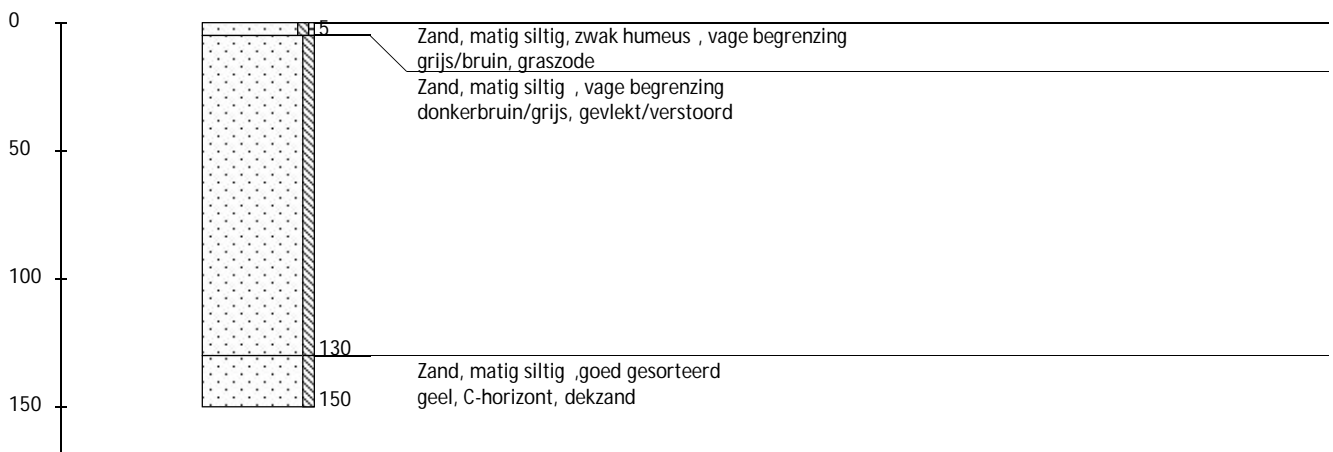 0
5
Zand, matig siltig, zwak humeus , vage begrenzing
grijs/bruin, graszode
Zand, matig siltig , vage begrenzing
donkerbruin/grijs, gevlekt/verstoord
50
100
130
Zand, matig siltig ,goed gesorteerd
geel, C-horizont, dekzand
150
150